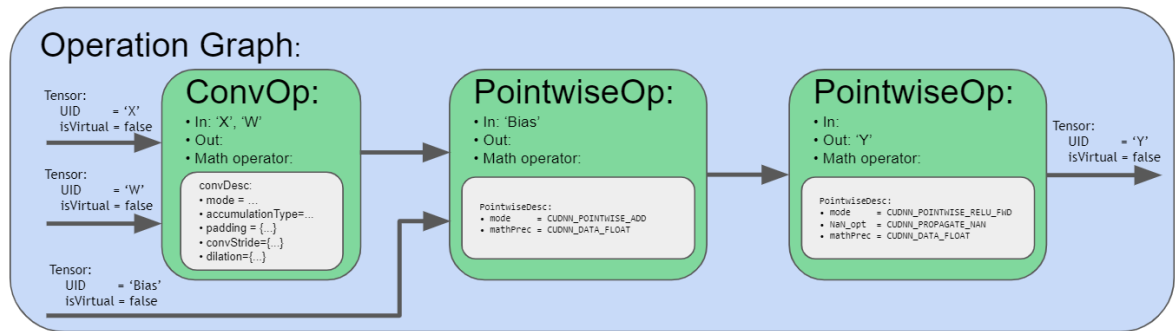 Operation Graph:
Tensor:
UID = ‘X’
isVirtual = false
Tensor:
UID = ‘W’
isVirtual = false
Tensor:
UID = ‘Bias’
isVirtual = false
ConvOp:
• In: ‘X’, ‘W’
• Out:
• Math operator:
convDesc:
• mode = ...
• accumulationType=...
• padding = {...}
• convStride={...}
• dilation={...}
PointwiseOp:
• In: ‘Bias’
• Out:
• Math operator:
PointwiseDesc:
• mode = CUDNN_POINTWISE_ADD
• mathPrec = CUDNN_DATA_FLOAT
PointwiseOp:
• In:
• Out: ‘Y’
• Math operator:
PointwiseDesc:
• mode = CUDNN_POINTWISE_RELU_FWD
• NaN_opt = CUDNN_PROPAGATE_NAN
• mathPrec = CUDNN_DATA_FLOAT
Tensor:
UID = ‘Y’
isVirtual = false